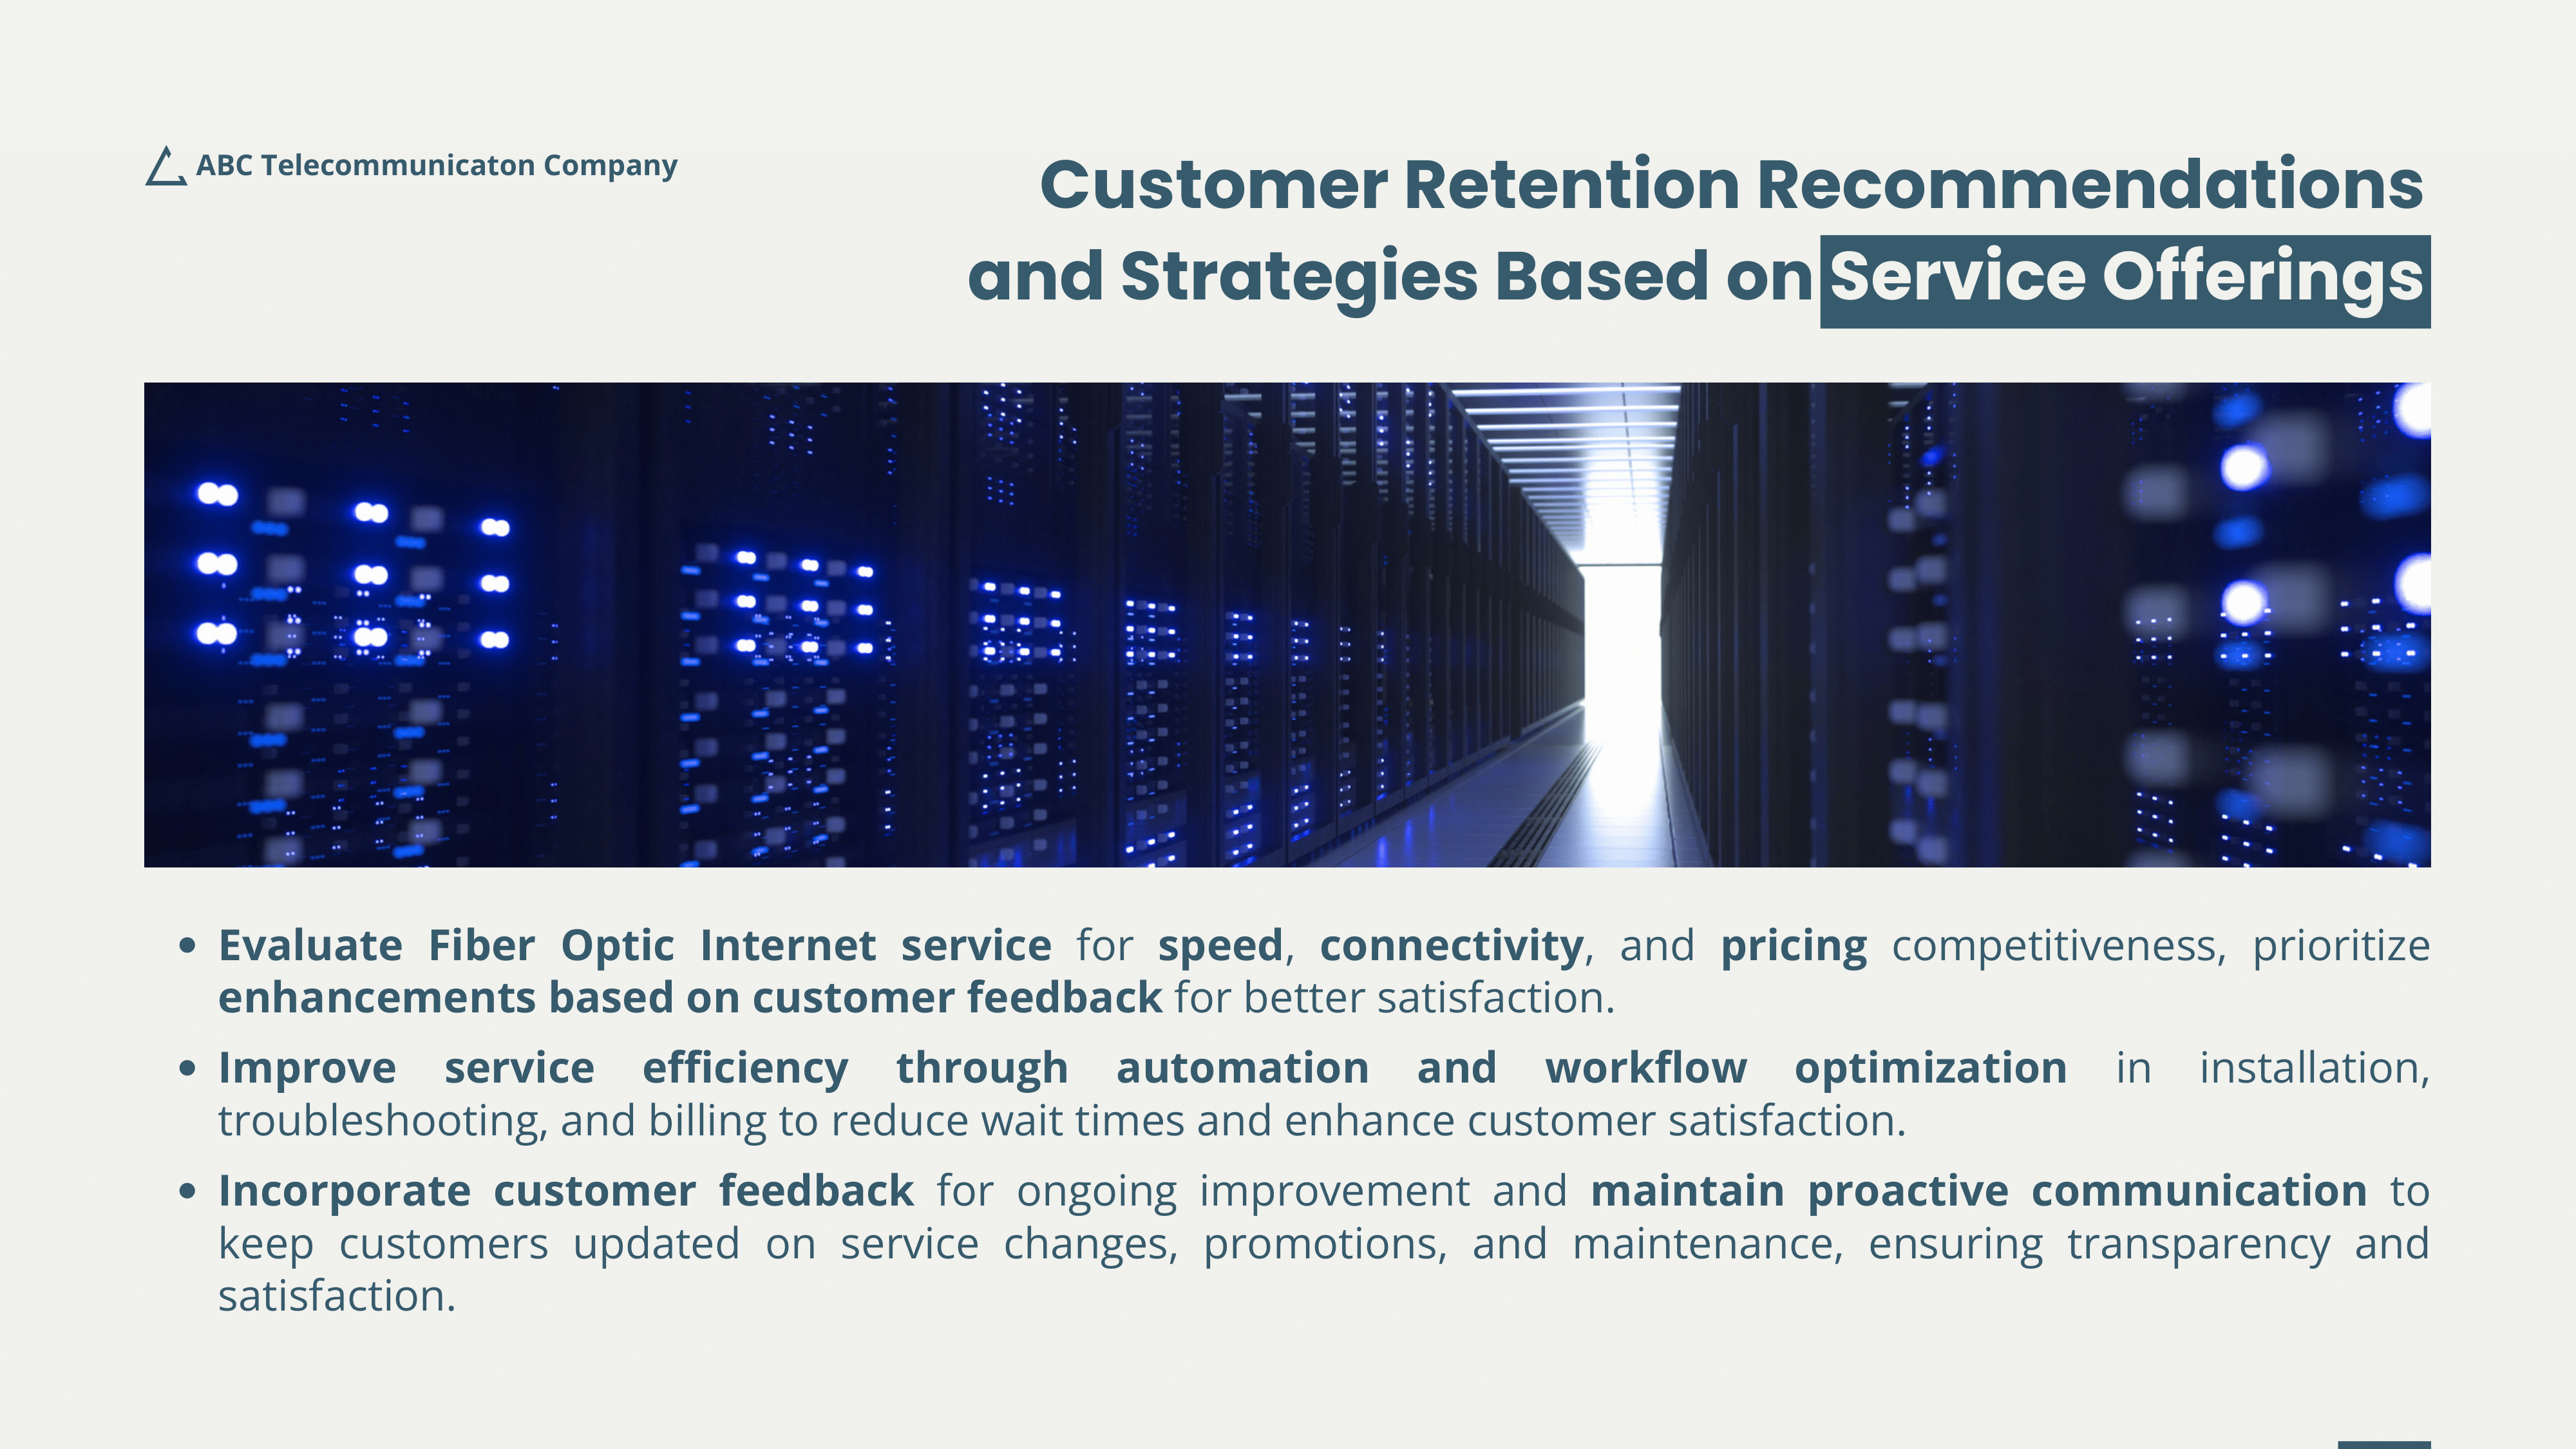 ABC Telecommunicaton Company
Customer Retention Recommendations
and Strategies Based on Service Offerings
• Evaluate Fiber Optic Internet service for speed, connectivity, and pricing competitiveness, prioritize
enhancements based on customer feedback for better satisfaction.
• Improve service efficiency through automation and workflow optimization in installation,
troubleshooting, and billing to reduce wait times and enhance customer satisfaction.
• Incorporate customer feedback for ongoing improvement and maintain proactive communication to
keep customers updated on service changes, promotions, and maintenance, ensuring transparency and
satisfaction.